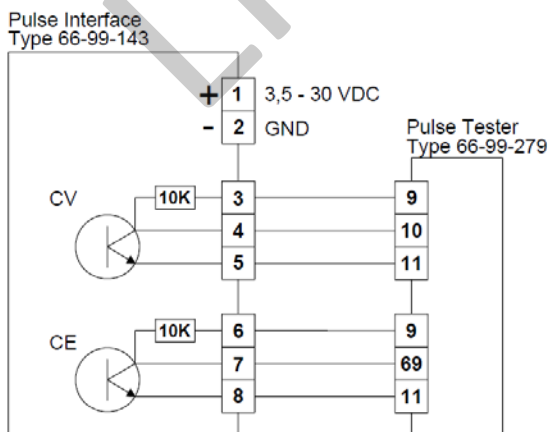 Pulse Interface
Type 66-99-143
+ 1 3,5 - 30 VDC
- 2 GND
Pulse Tester
Type 66-99-279
CV 10K 3 9
4 10
5 11
CE 10K 6 9
7 69
8 11